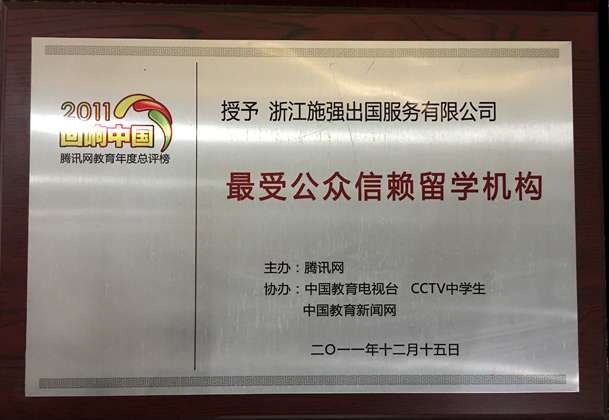 2011
回响中国
腾讯网教育年度总评榜
授予 浙江施强出国服务有限公司
最受公众信赖留学机构
主办：腾讯网
协办：中国教育电视台 CCTV中学生
中国教育新闻网
二〇一一年十二月十五日